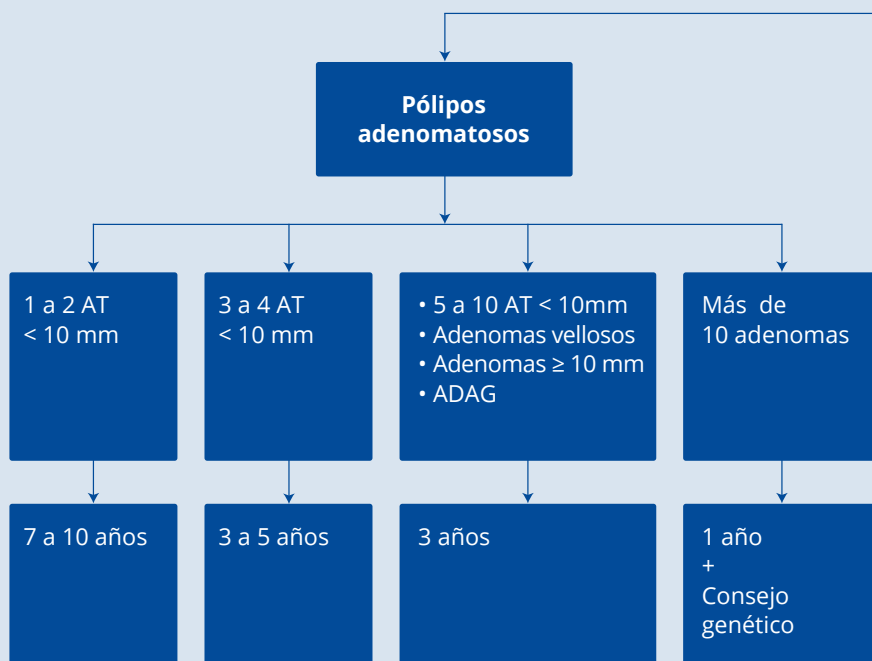 Pólipos
adenomatosos
1 a 2 AT
< 10 mm
3 a 4 AT
< 10 mm
• 5 a 10 AT < 10mm
• Adenomas vellosos
• Adenomas ≥ 10 mm
• ADAG
Más de
10 adenomas
7 a 10 años
3 a 5 años
3 años
1 año
+
Consejo
genético